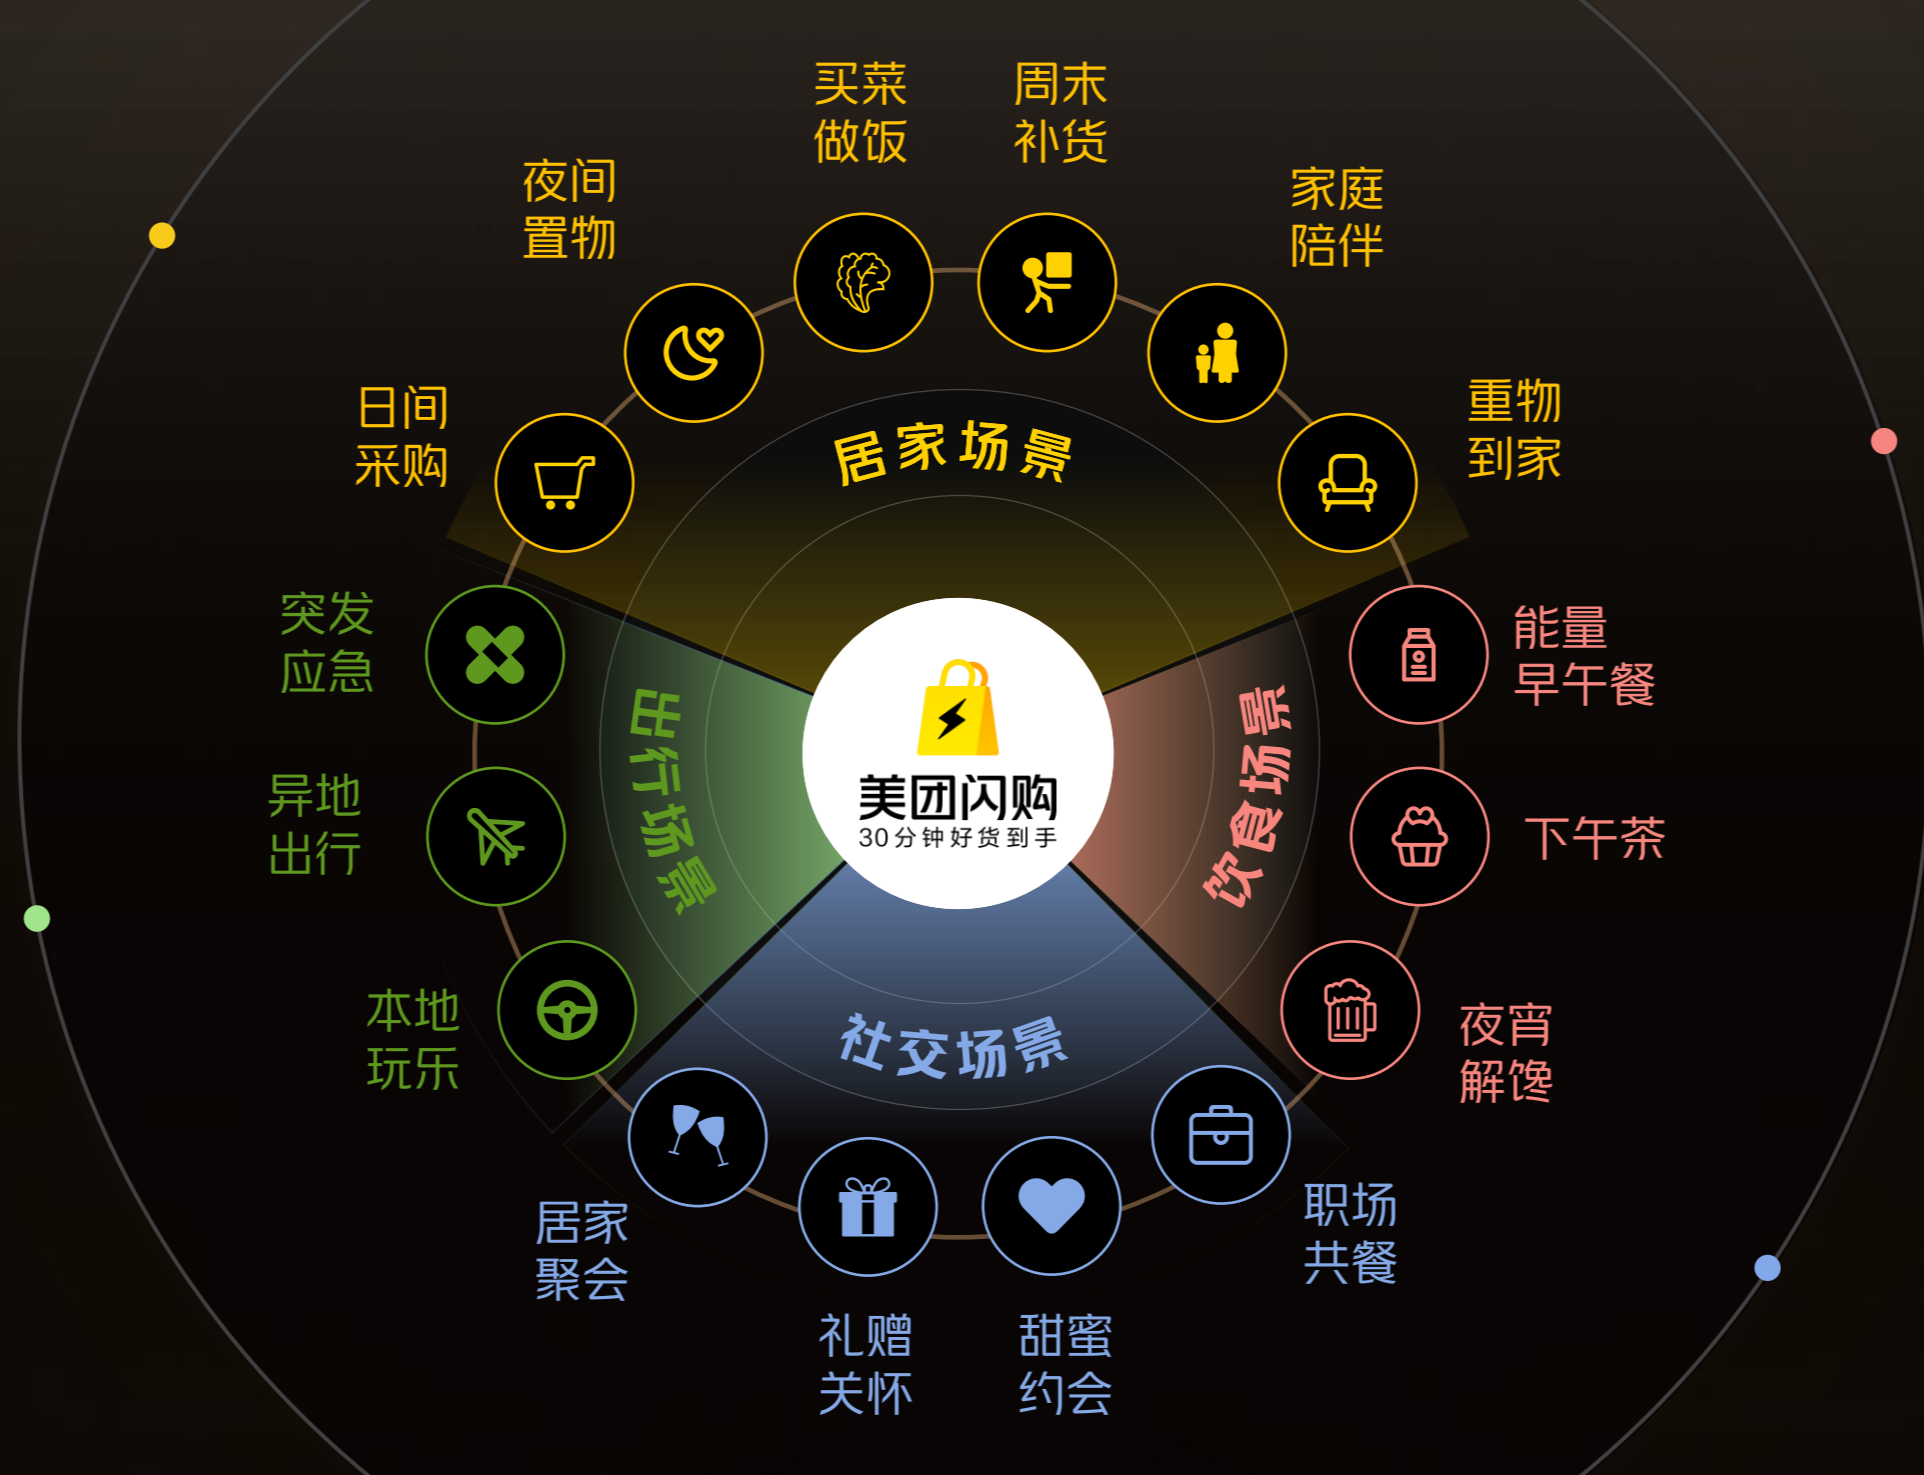 买菜
做饭
周末
补货
夜间
置物
家庭
陪伴
日间
采购
重物
到家
居家场景
突发
应急
能量
早午餐
出行场景
饮食场景
美团闪购
30分钟好货到手
异地
出行
下午茶
本地
玩乐
夜宵
解馋
社交场景
居家
聚会
职场
共餐
礼赠
关怀
甜蜜
约会